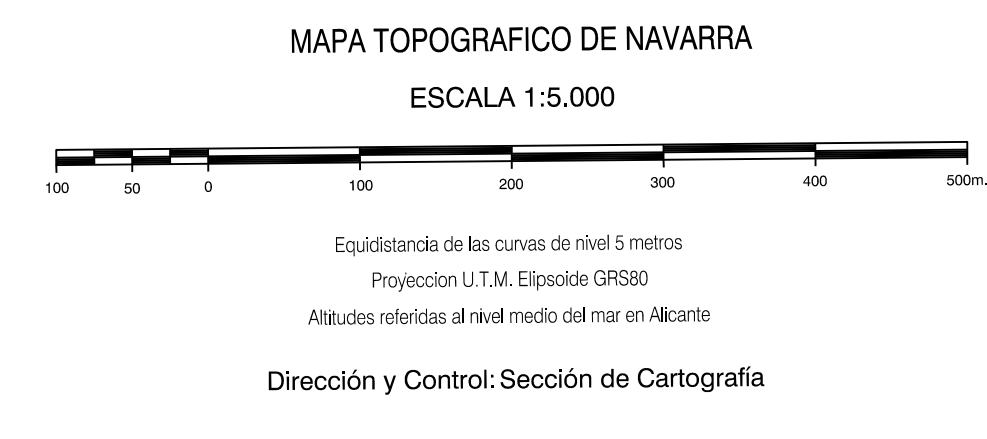 MAPA TOPOGRAFICO DE NAVARRA
ESCALA 1:5.000
100 50 0 100 200 300 400 500m.
Equidistancia de las curvas de nivel 5 metros
Proyeccion U.T.M. Elipsoide GRS80
Altitudes referidas al nivel medio del mar en Alicante
Dirección y Control: Sección de Cartografía